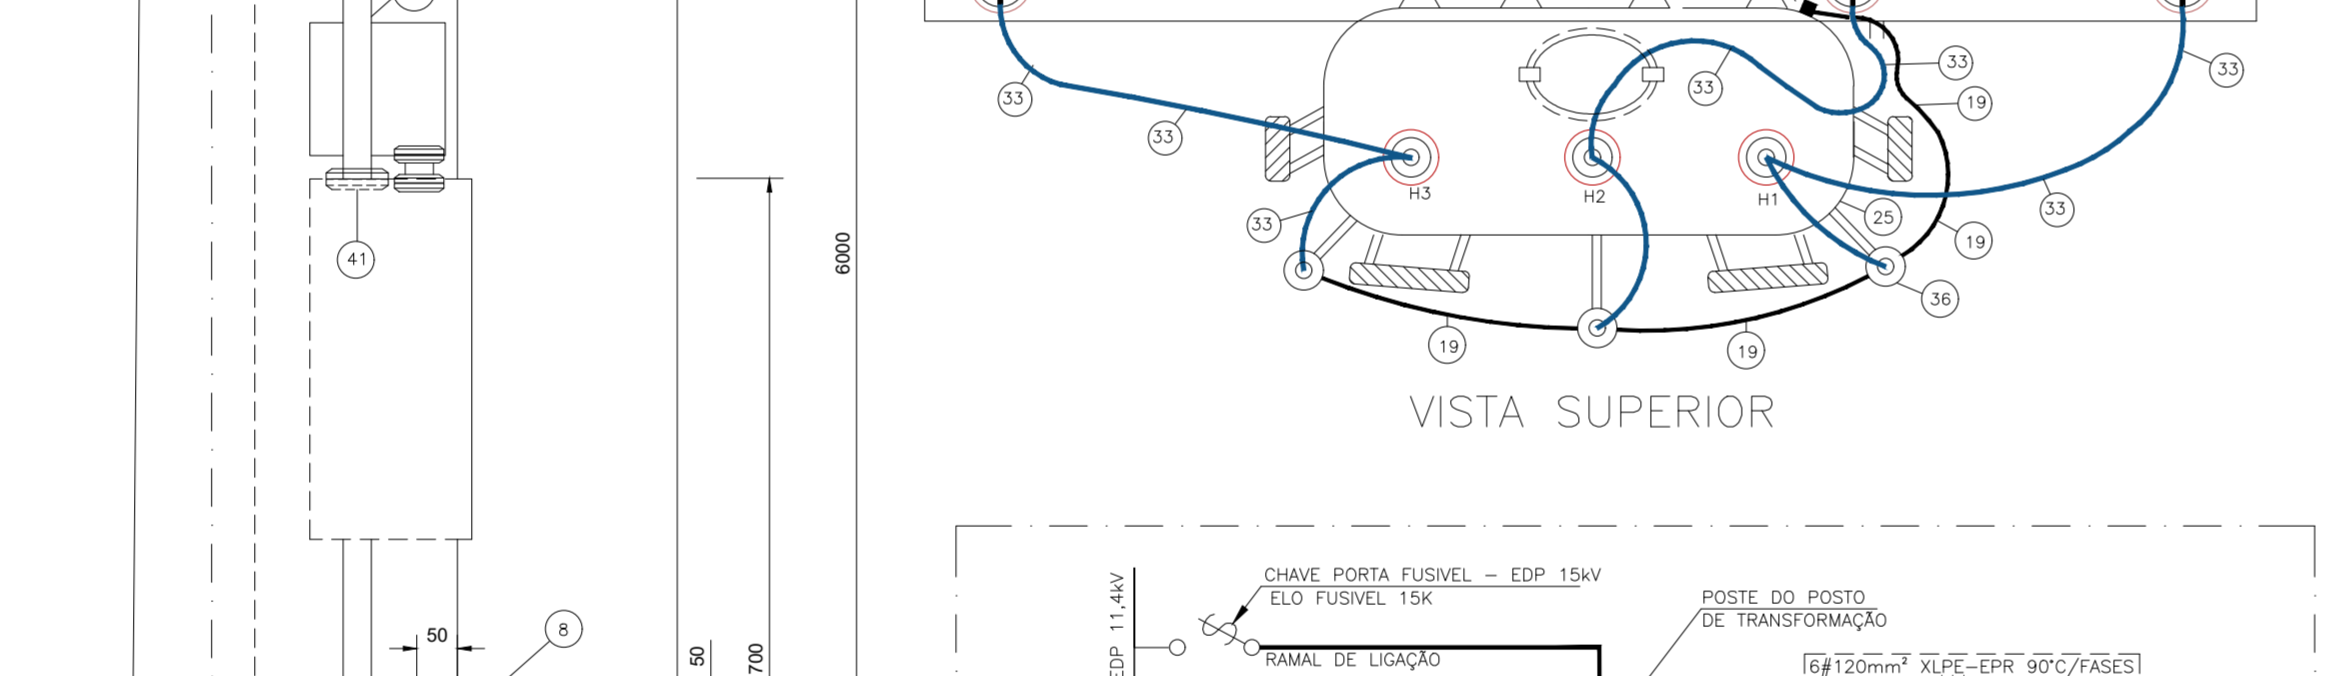 33
33
33
33
33
19
H3
H2
H1
33
25
33
19
41
6000
36
19
19
VISTA SUPERIOR
EDP 11,4kV
CHAVE PORTA FUSIVEL – EDP 15kV
ELO FUSIVEL 15K
RAMAL DE LIGAÇÃO
POSTE DO POSTO
DE TRANSFORMAÇÃO
6#120mm² XLPE–EPR 90°C/FASES
8
50
50
700